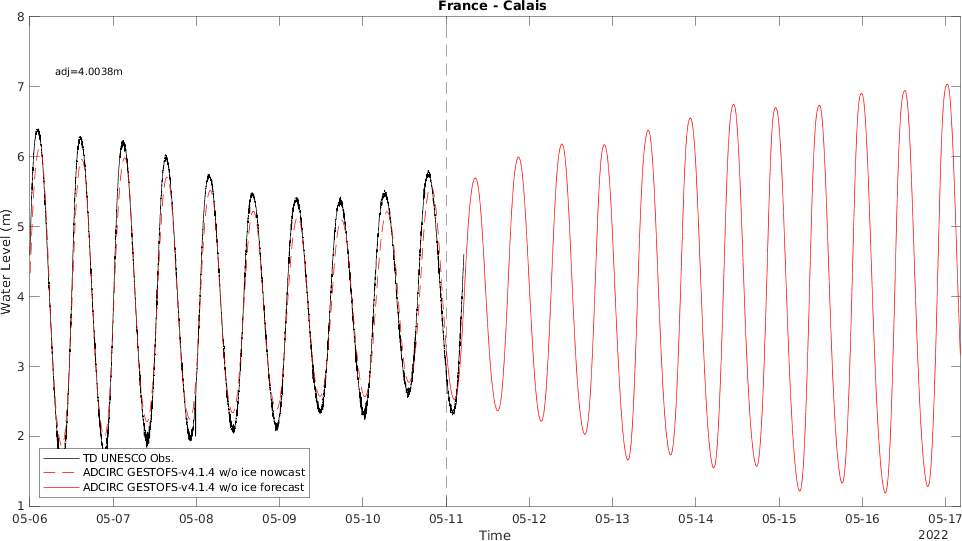 France - Calais
8
adj=4.0038m
7
6
5
4
3
2
1
Water Level (m)
TD UNESCO Obs.
ADCIRC GESTOFS-v4.1.4 w/o ice nowcast
ADCIRC GESTOFS-v4.1.4 w/o ice forecast
05-06 05-07 05-08 05-09 05-10 05-11 05-12 05-13 05-14 05-15 05-16 05-17
Time
2022